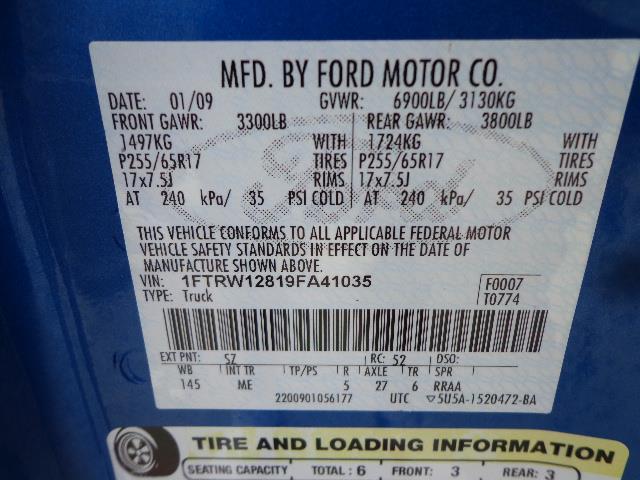 MFD. BY FORD MOTOR CO.
DATE: 01/09 GVWR: 6900LB/ 3130KG
FRONT GAWR: 3300LB REAR GAWR: 3800LB
1497KG WITH 1724KG WITH
P255/65R17 TIRES P255/65R17 TIRES
17x7.5J RIMS 17x7.5J RIMS
AT 240 kPa/ 35 PSI COLD AT 240 kPa/ 35 PSI COLD
Ford
THIS VEHICLE CONFORMS TO ALL APPLICABLE FEDERAL MOTOR
VEHICLE SAFETY STANDARDS IN EFFECT ON THE DATE OF
MANUFACTURE SHOWN ABOVE.
VIN: 1FTRW12819FA41035 F0007
TYPE: Truck T0774
EXT PNT: SZ RC: 52 DSO:
WB INT TR TP/PS R AXLE TR SPR
145 ME 5 27 6 RRAA
2200901056177 UTC ▽5U5A-1520472-BA
TIRE AND LOADING INFORMATION
SEATING CAPACITY TOTAL: 6 FRONT: 3 REAR: 3